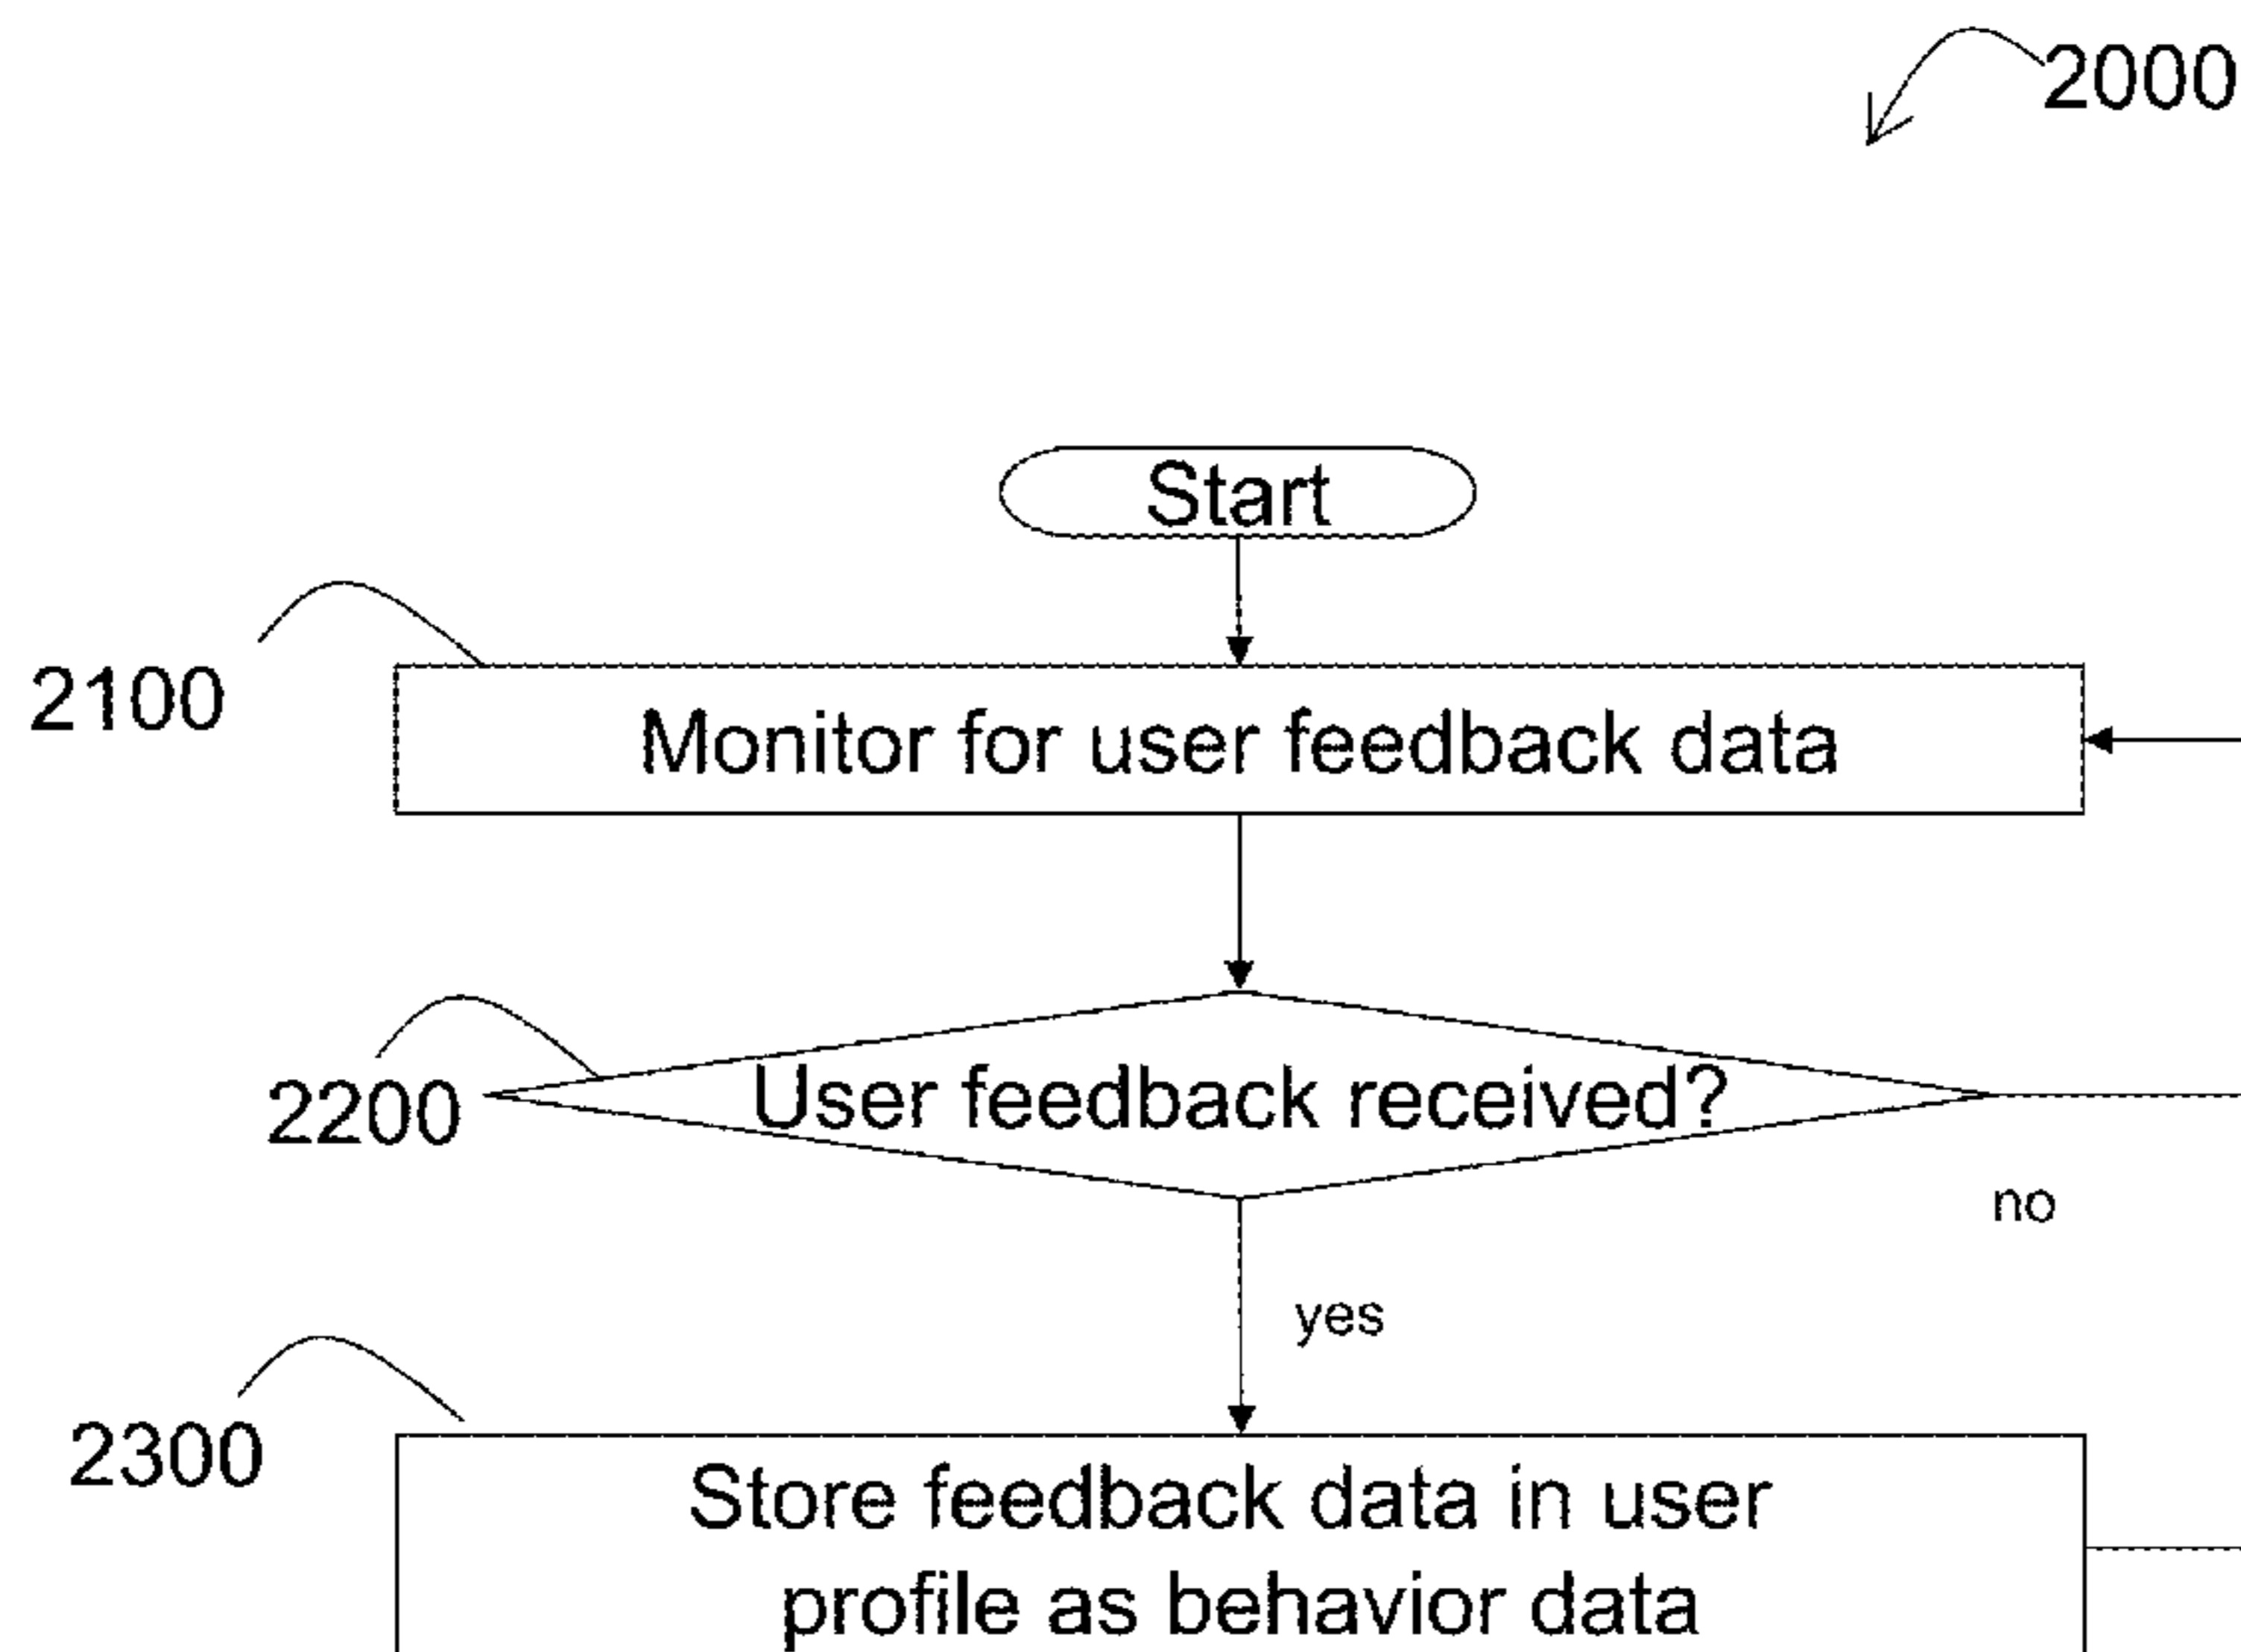 2000
Start
2100
Monitor for user feedback data
2200
User feedback received?
no
yes
2300
Store feedback data in user
profile as behavior data